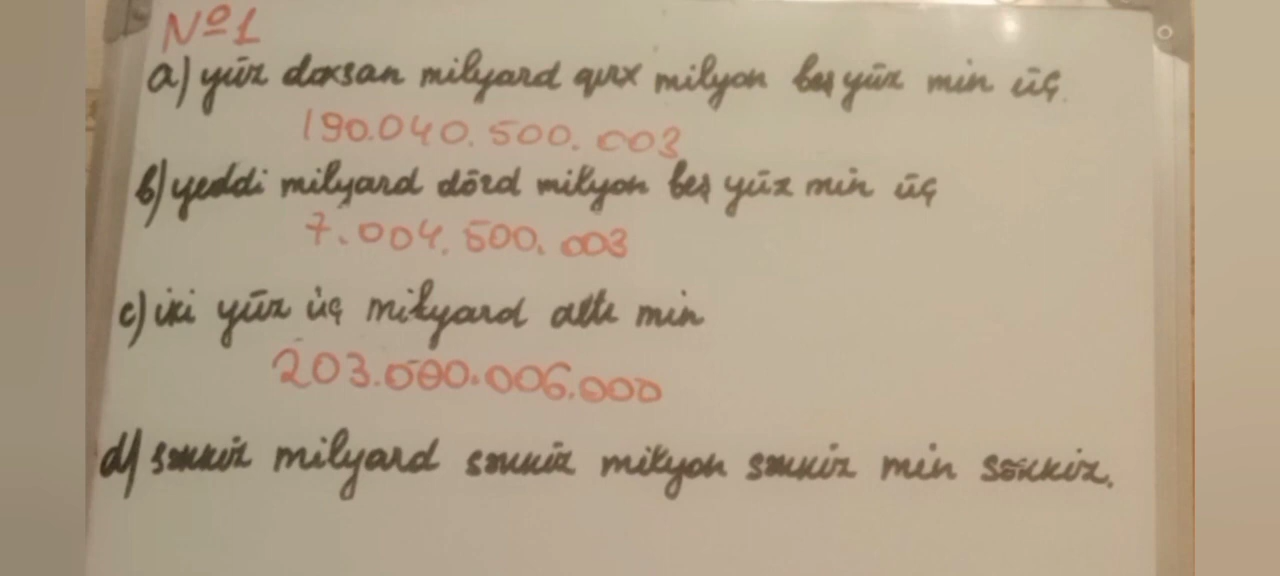 №1
a) yüz doxsan milyard qırx milyon beş yüz min üç.
190.040.500.003
b) yeddi milyard dörd milyon beş yüz min üç
7.004.500.003
c) iki yüz üç milyard altı min
203.000.006.000
d) səkkiz milyard səkkiz milyon səkkiz min səkkiz.